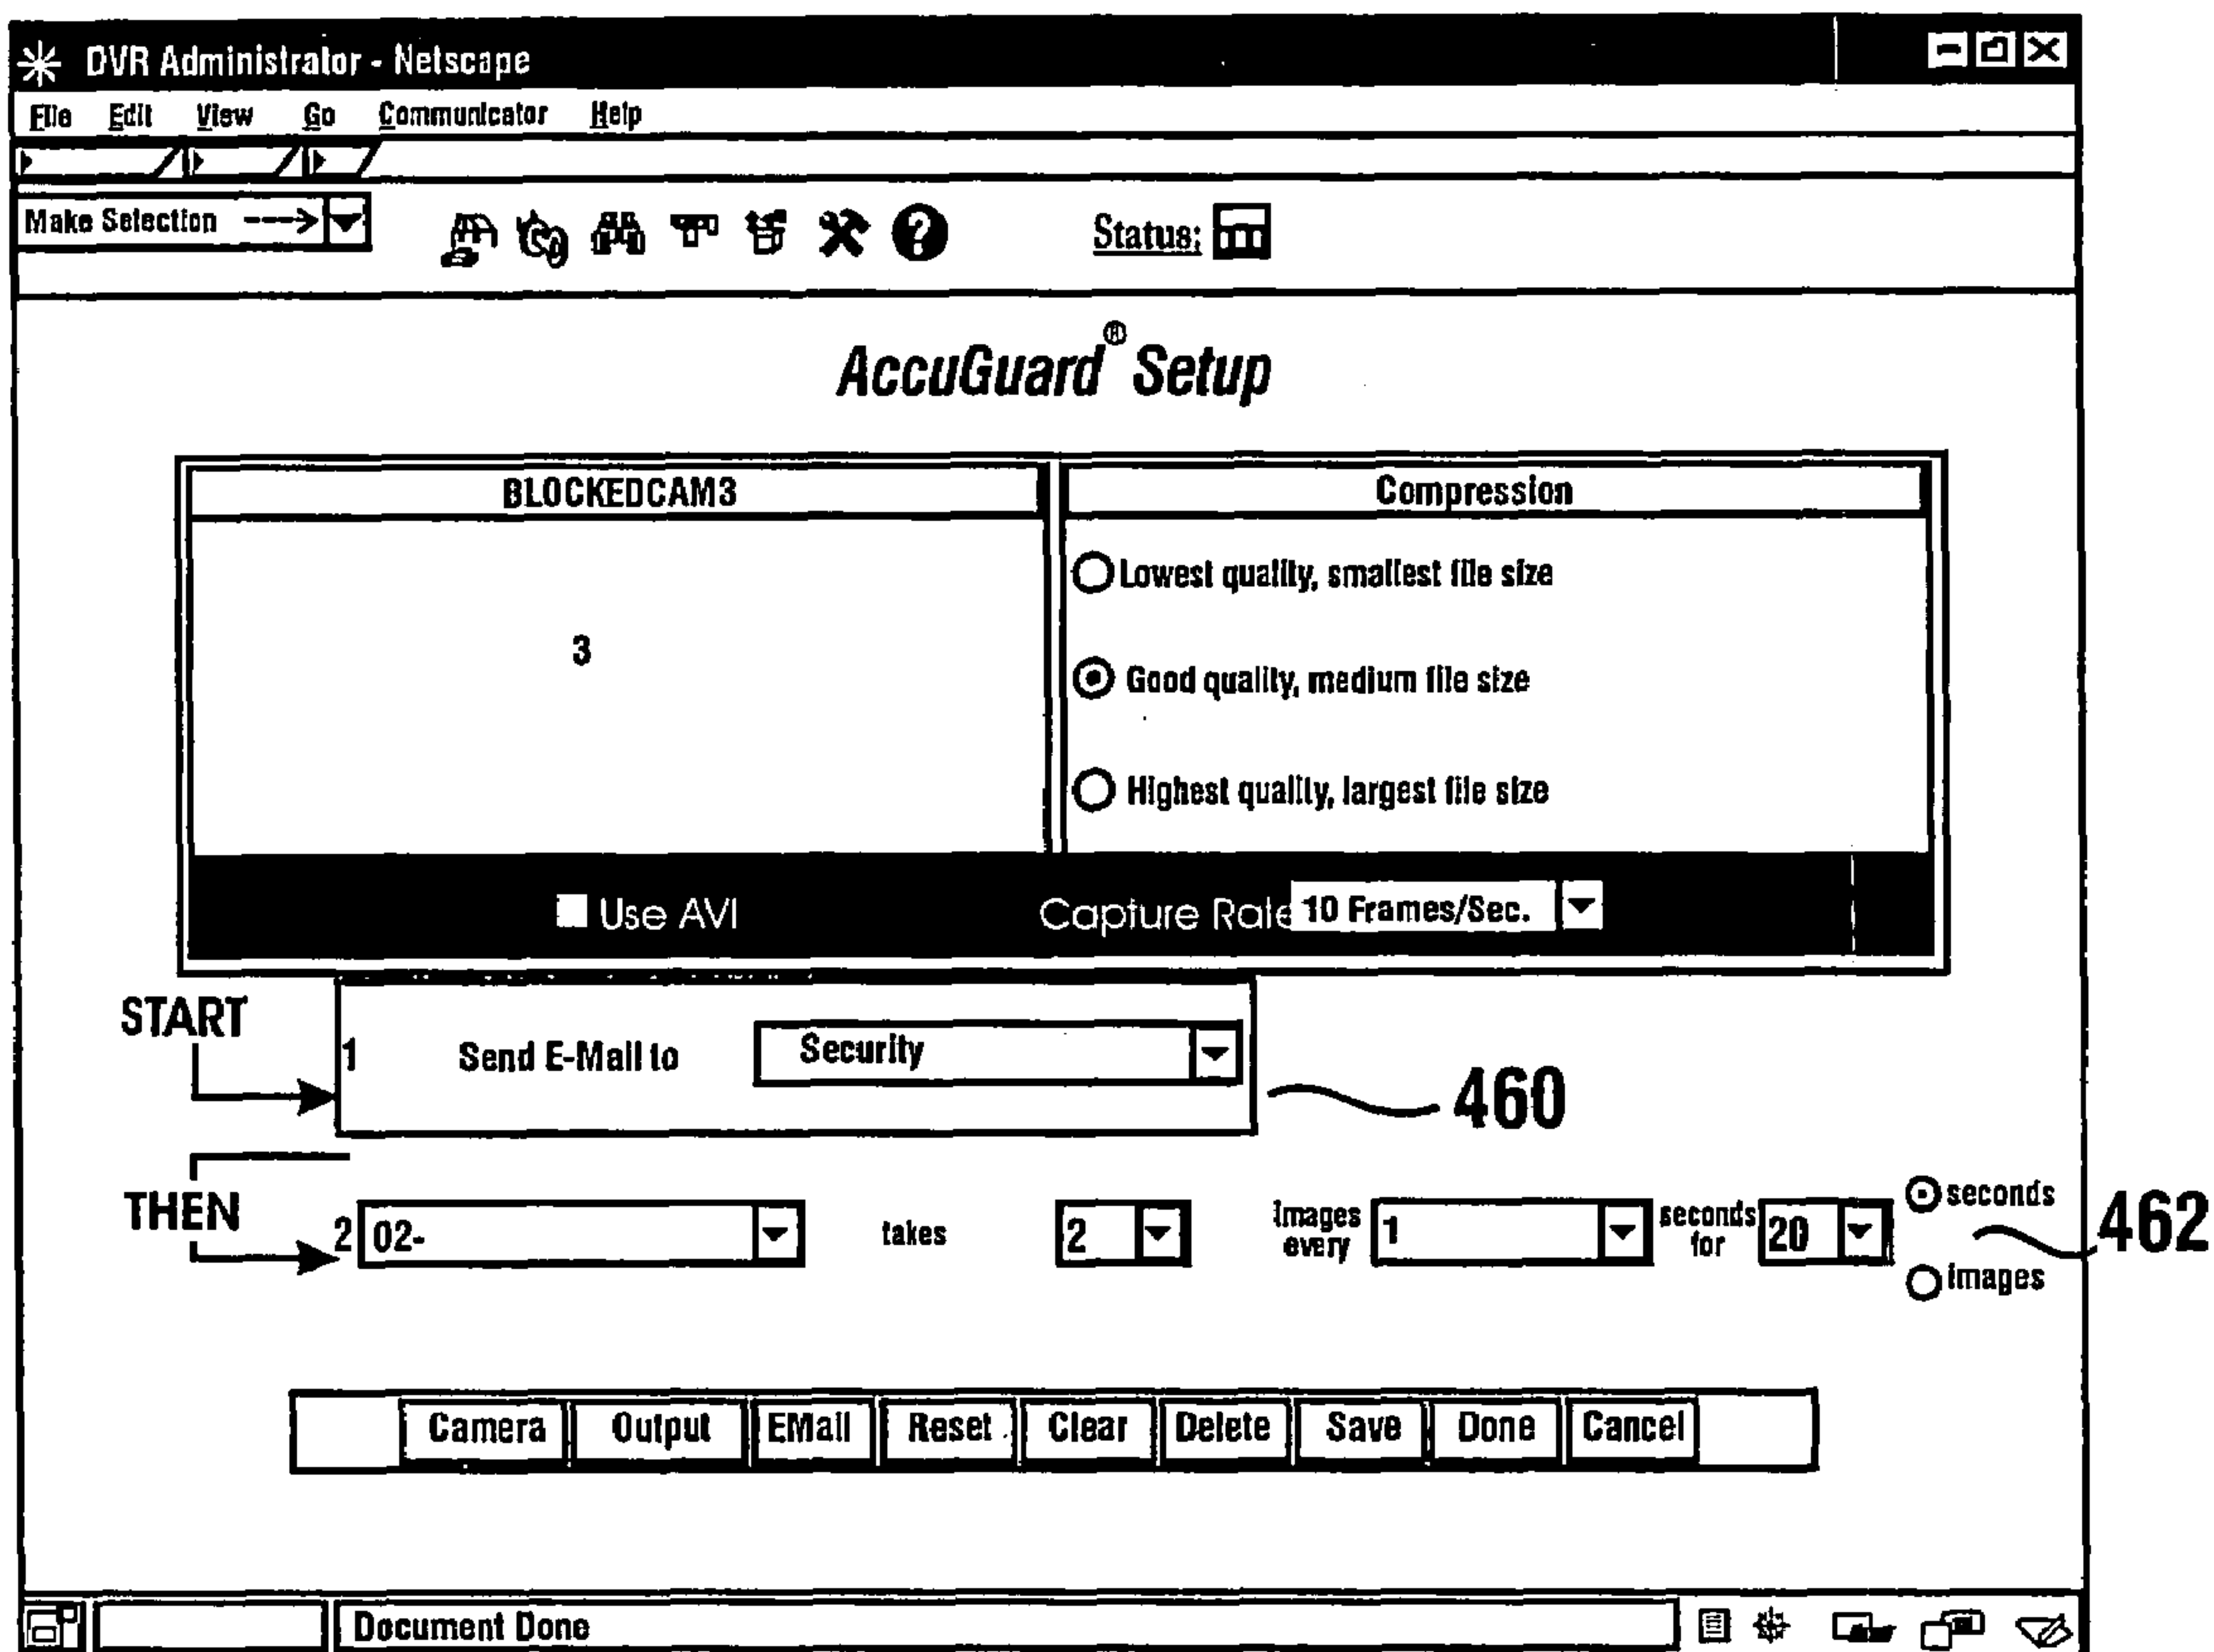 DVR Administrator - Netscape
File Edit View Go Communicator Help
Make Selection --->
Status:
AccuGuard® Setup
BLOCKEDCAM3
Compression
3
Lowest quality, smallest file size
Good quality, medium file size
Highest quality, largest file size
Use AVI
Capture Rate 10 Frames/Sec.
START
1 Send E-Mail to Security
460
THEN
2 02- takes 2 Images every 1 seconds for 20 seconds
images
462
Camera Output EMail Reset Clear Delete Save Done Cancel
Document Done